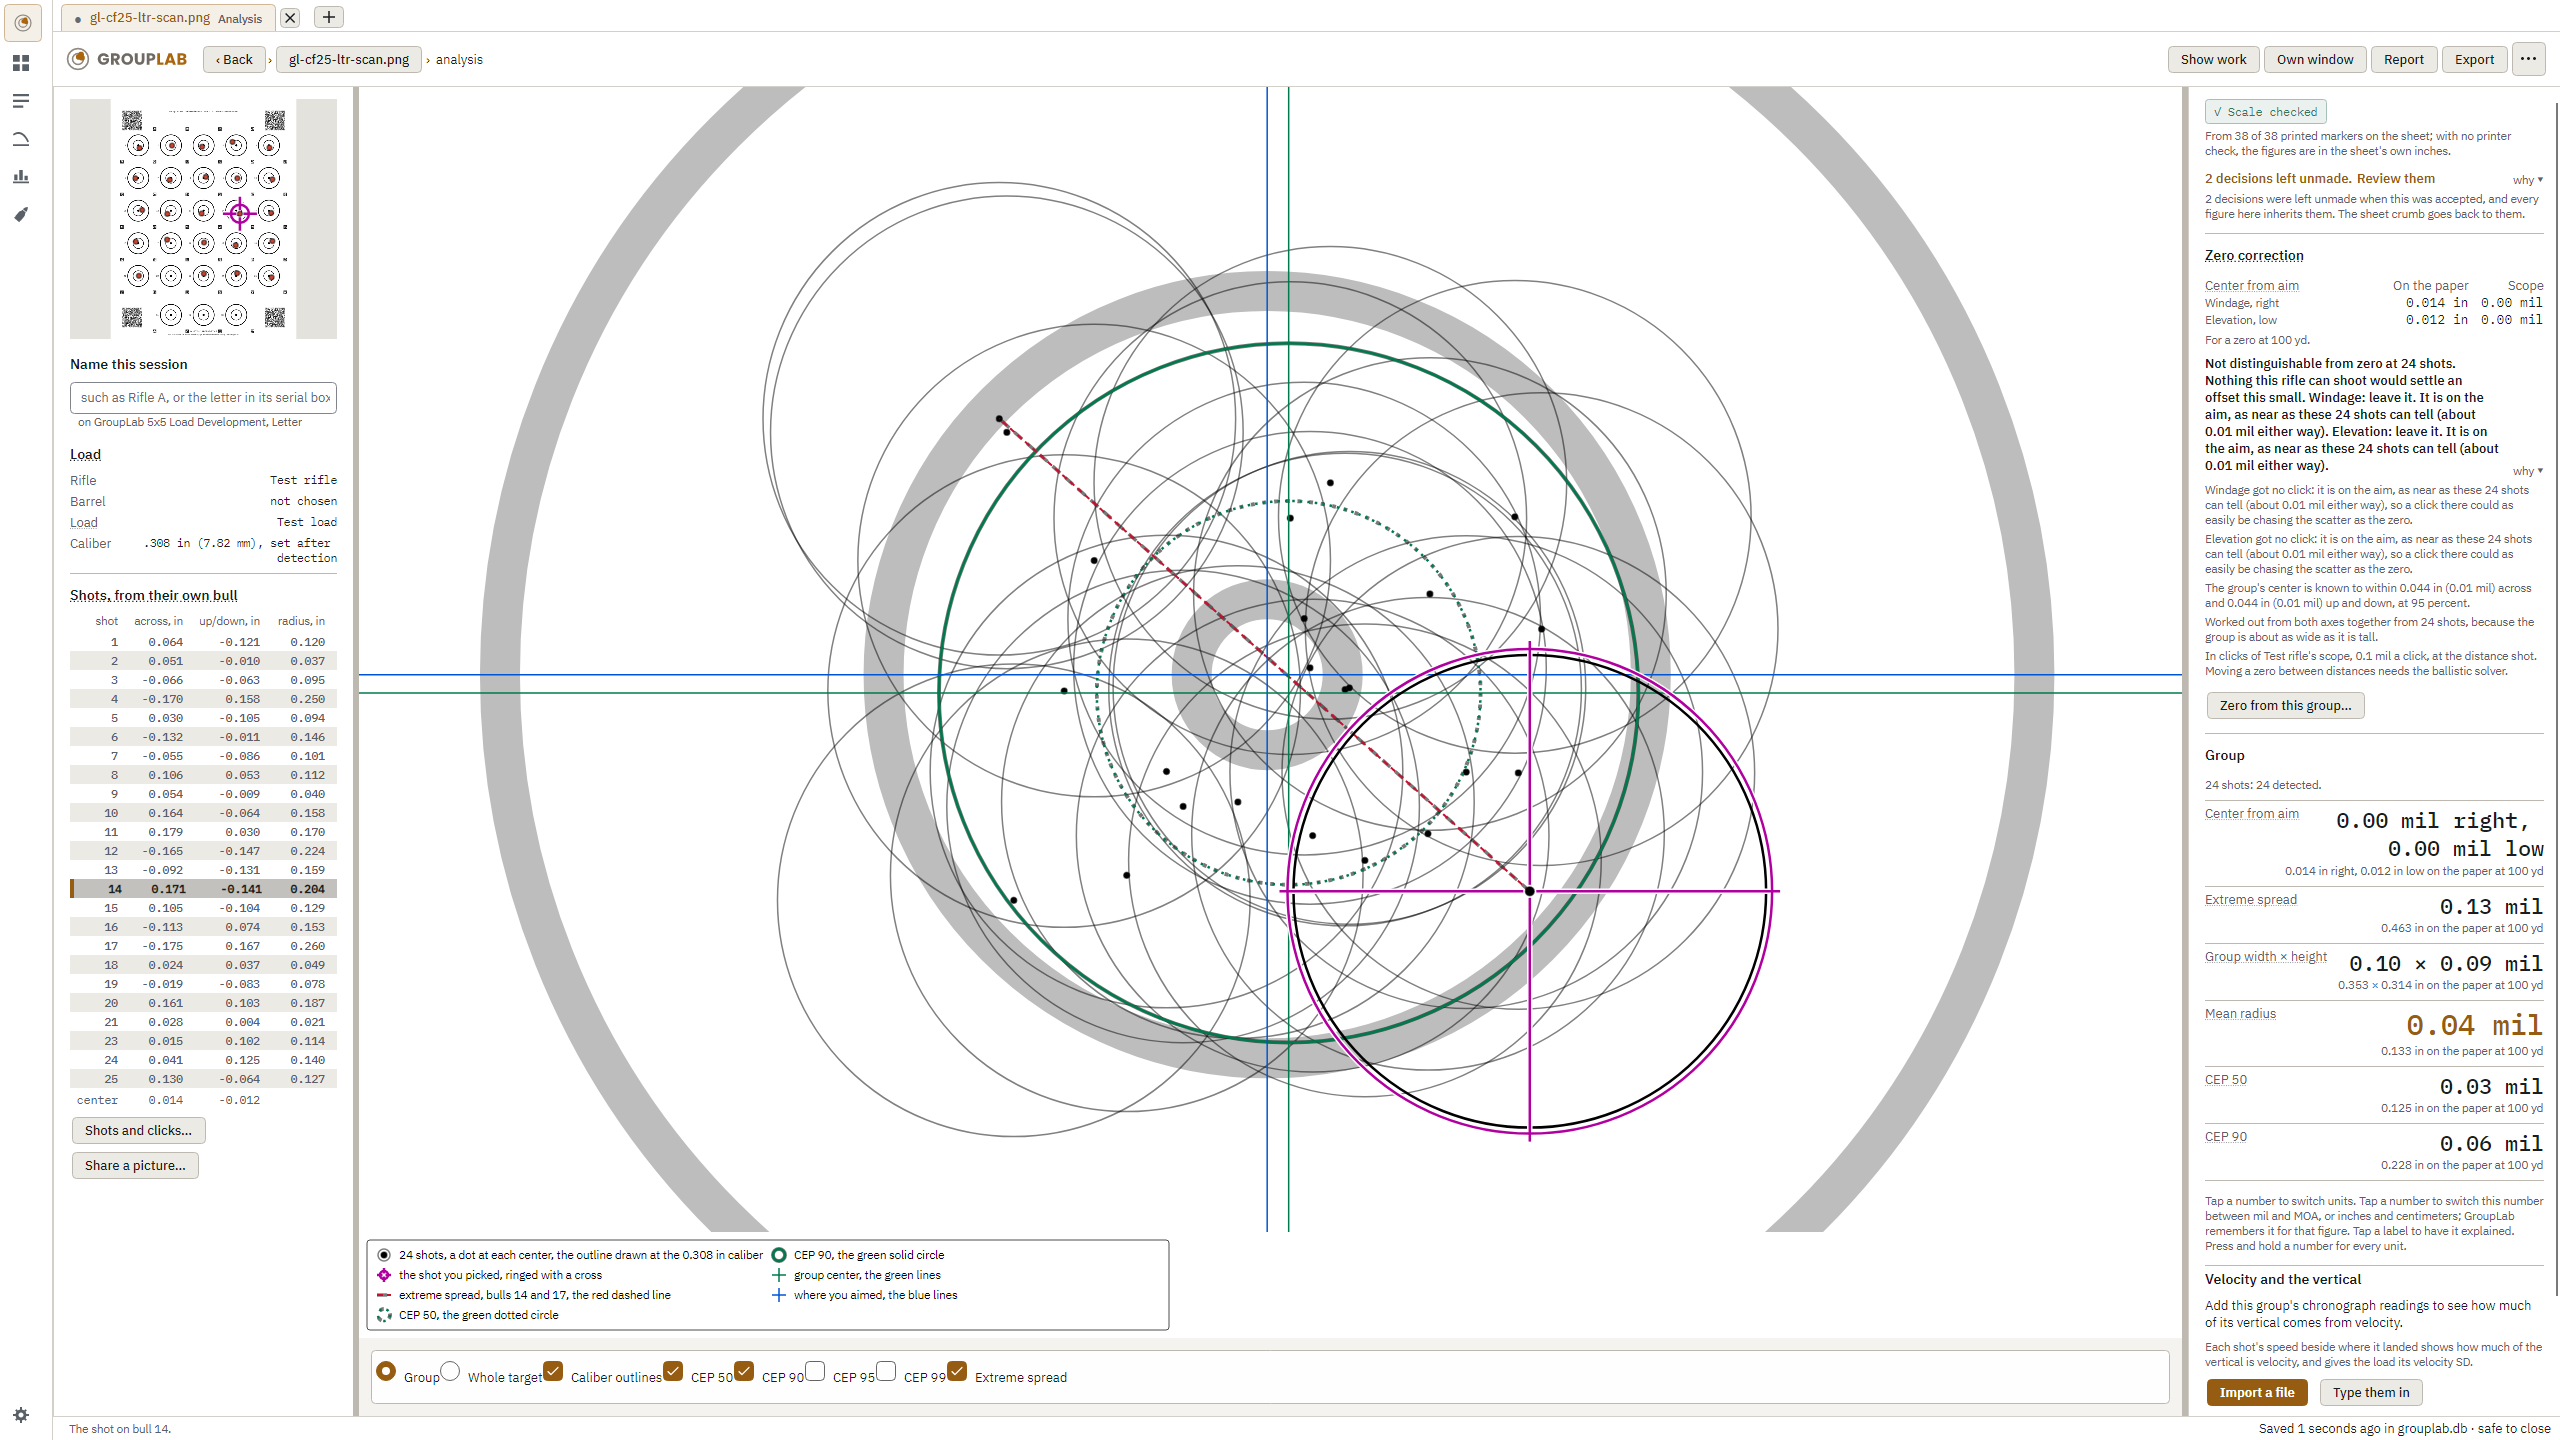 gl-cf25-ltr-scan.png Analysis
GROUPLAB
‹ Back › gl-cf25-ltr-scan.png › analysis
Show work
Own window
Report
Export
Name this session
such as Rifle A, or the letter in its serial box
on GroupLab 5x5 Load Development, Letter
Load
Rifle Test rifle
Barrel not chosen
Load Test load
Caliber .308 in (7.82 mm), set after
detection
Shots, from their own bull
shot across, in up/down, in radius, in
1 0.064 -0.121 0.120
2 0.051 -0.010 0.037
3 -0.066 -0.063 0.095
4 -0.170 0.158 0.250
5 0.030 -0.105 0.094
6 -0.132 -0.011 0.146
7 -0.055 -0.086 0.101
8 0.106 0.053 0.112
9 0.054 -0.009 0.040
10 0.164 -0.064 0.158
11 0.179 0.030 0.170
12 -0.165 -0.147 0.224
13 -0.092 -0.131 0.159
14 0.171 -0.141 0.204
15 0.105 -0.104 0.129
16 -0.113 0.074 0.153
17 -0.175 0.167 0.260
18 0.024 0.037 0.049
19 -0.019 -0.083 0.078
20 0.161 0.103 0.187
21 0.028 0.004 0.021
23 0.015 0.102 0.114
24 0.041 0.125 0.140
25 0.130 -0.064 0.127
center 0.014 -0.012
Shots and clicks...
Share a picture...
24 shots, a dot at each center, the outline drawn at the 0.308 in caliber
the shot you picked, ringed with a cross
extreme spread, bulls 14 and 17, the red dashed line
CEP 50, the green dotted circle
CEP 90, the green solid circle
group center, the green lines
where you aimed, the blue lines
Group Whole target Caliber outlines CEP 50 CEP 90 CEP 95 CEP 99 Extreme spread
√ Scale checked
From 38 of 38 printed markers on the sheet; with no printer
check, the figures are in the sheet's own inches.
2 decisions left unmade. Review them why ▾
2 decisions were left unmade when this was accepted, and every
figure here inherits them. The sheet crumb goes back to them.
Zero correction
Center from aim On the paper Scope
Windage, right 0.014 in 0.00 mil
Elevation, low 0.012 in 0.00 mil
For a zero at 100 yd.
Not distinguishable from zero at 24 shots.
Nothing this rifle can shoot would settle an
offset this small. Windage: leave it. It is on the
aim, as near as these 24 shots can tell (about
0.01 mil either way). Elevation: leave it. It is on
the aim, as near as these 24 shots can tell (about
0.01 mil either way). why ▾
Windage got no click: it is on the aim, as near as these 24 shots
can tell (about 0.01 mil either way), so a click there could as
easily be chasing the scatter as the zero.
Elevation got no click: it is on the aim, as near as these 24 shots
can tell (about 0.01 mil either way), so a click there could as
easily be chasing the scatter as the zero.
The group's center is known to within 0.044 in (0.01 mil) across
and 0.044 in (0.01 mil) up and down, at 95 percent.
Worked out from both axes together from 24 shots, because the
group is about as wide as it is tall.
In clicks of Test rifle's scope, 0.1 mil a click, at the distance shot.
Moving a zero between distances needs the ballistic solver.
Zero from this group...
Group
24 shots: 24 detected.
Center from aim 0.00 mil right,
0.00 mil low
0.014 in right, 0.012 in low on the paper at 100 yd
Extreme spread 0.13 mil
0.463 in on the paper at 100 yd
Group width × height 0.10 × 0.09 mil
0.353 × 0.314 in on the paper at 100 yd
Mean radius 0.04 mil
0.133 in on the paper at 100 yd
CEP 50 0.03 mil
0.125 in on the paper at 100 yd
CEP 90 0.06 mil
0.228 in on the paper at 100 yd
Tap a number to switch units. Tap a number to switch this number
between mil and MOA, or inches and centimeters; GroupLab
remembers it for that figure. Tap a label to have it explained.
Press and hold a number for every unit.
Velocity and the vertical
Add this group's chronograph readings to see how much
of its vertical comes from velocity.
Each shot's speed beside where it landed shows how much of the
vertical is velocity, and gives the load its velocity SD.
Import a file
Type them in
The shot on bull 14.
Saved 1 seconds ago in grouplab.db · safe to close